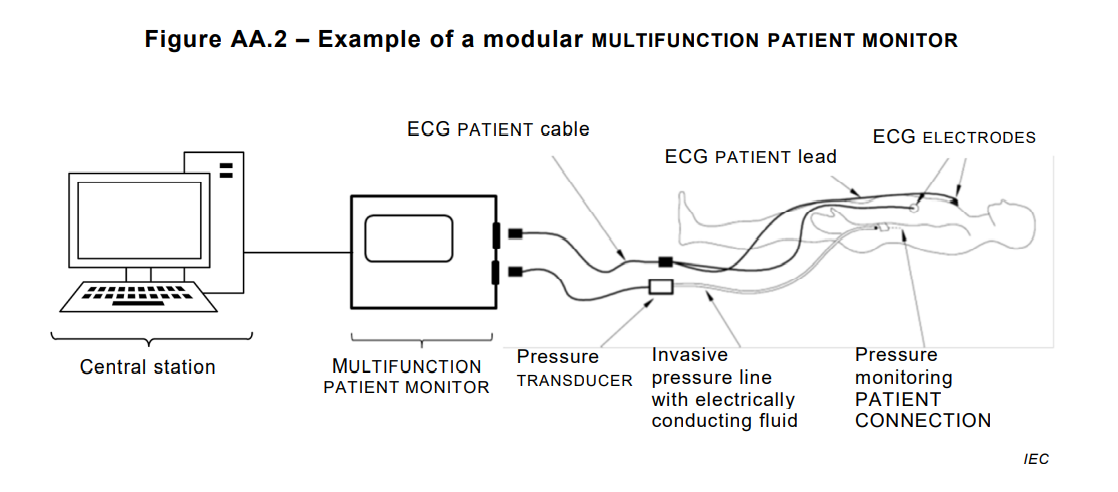 Figure AA.2 – Example of a modular MULTIFUNCTION PATIENT MONITOR
ECG PATIENT cable
ECG PATIENT lead
ECG ELECTRODES
Central station
MULTIFUNCTION
PATIENT MONITOR
Pressure
TRANSDUCER
Invasive
pressure line
with electrically
conducting fluid
Pressure
monitoring
PATIENT
CONNECTION
IEC